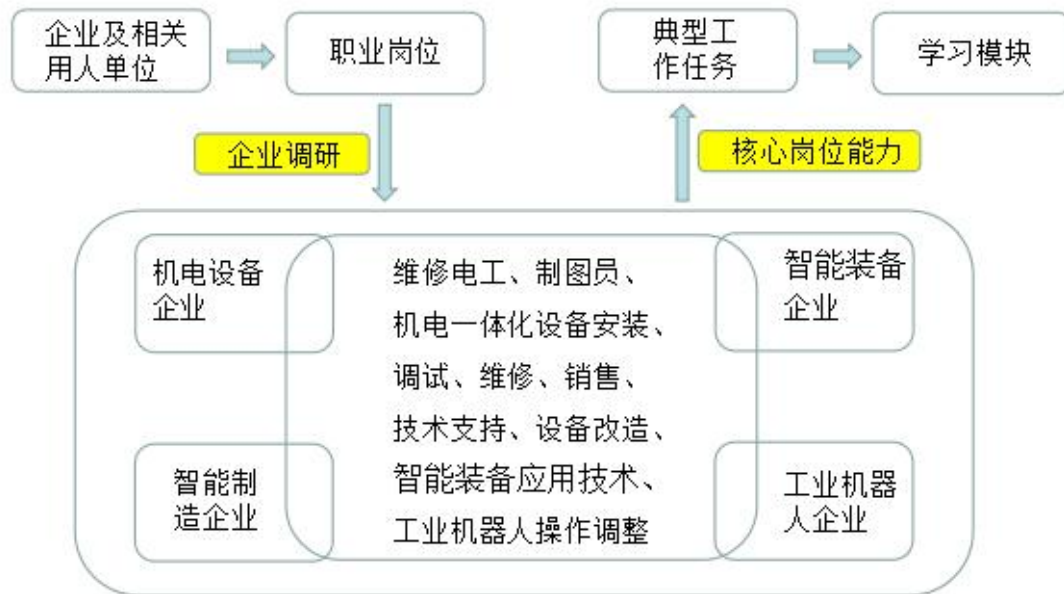 企业及相关
用人单位
职业岗位
典型工
作任务
学习模块
企业调研
核心岗位能力
机电设备
企业
维修电工、制图员、
机电一体化设备安装、
调试、维修、销售、
技术支持、设备改造、
智能装备应用技术、
工业机器人操作调整
智能装备
企业
智能制
造企业
工业机器
人企业